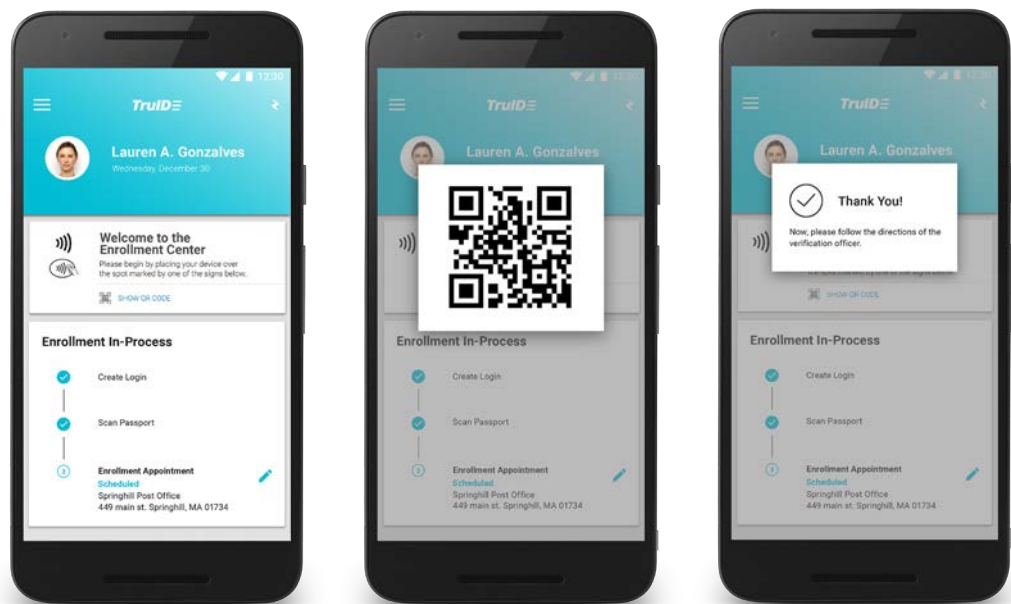 12:30
TruID
Lauren A. Gonzalves
Wednesday, December 30
Welcome to the
Enrollment Center
Please begin by placing your device over
the spot marked by one of the signs below.
SHOW QR CODE
Enrollment In-Process
Create Login
Scan Passport
3
Enrollment Appointment
Scheduled
Springhill Post Office
449 main st. Springhill, MA 01734
12:30
TruID
Lauren A. Gonzalves
Enrollment In-Process
Create Login
Scan Passport
3
Enrollment Appointment
Scheduled
Springhill Post Office
449 main st. Springhill, MA 01734
12:30
TruID
Lauren A. Gonzalves
Thank You!
Now, please follow the directions of the
verification officer.
SHOW QR CODE
Enrollment In-Process
Create Login
Scan Passport
3
Enrollment Appointment
Scheduled
Springhill Post Office
449 main st. Springhill, MA 01734